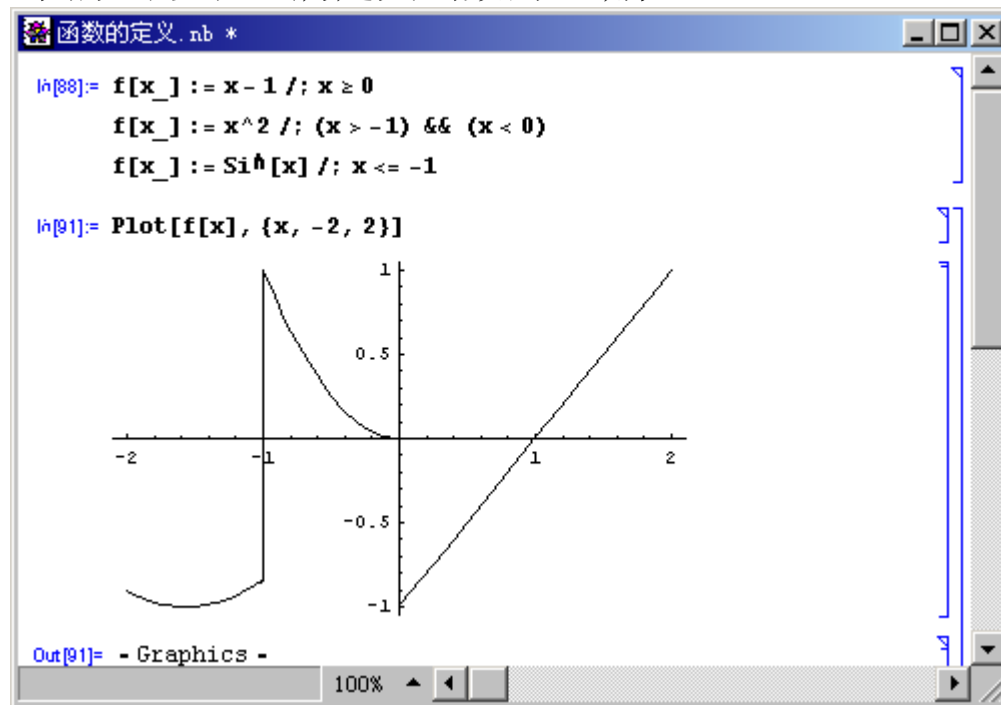 函数的定义.nb *
In[88]:= f[x_] := x - 1 /; x ≥ 0
f[x_] := x^2 /; (x > -1) && (x < 0)
f[x_] := Sin[x] /; x <= -1
In[91]:= Plot[f[x], {x, -2, 2}]
1
0.5
-2 -1 1 2
-0.5
-1
Out[91]= - Graphics -
100%